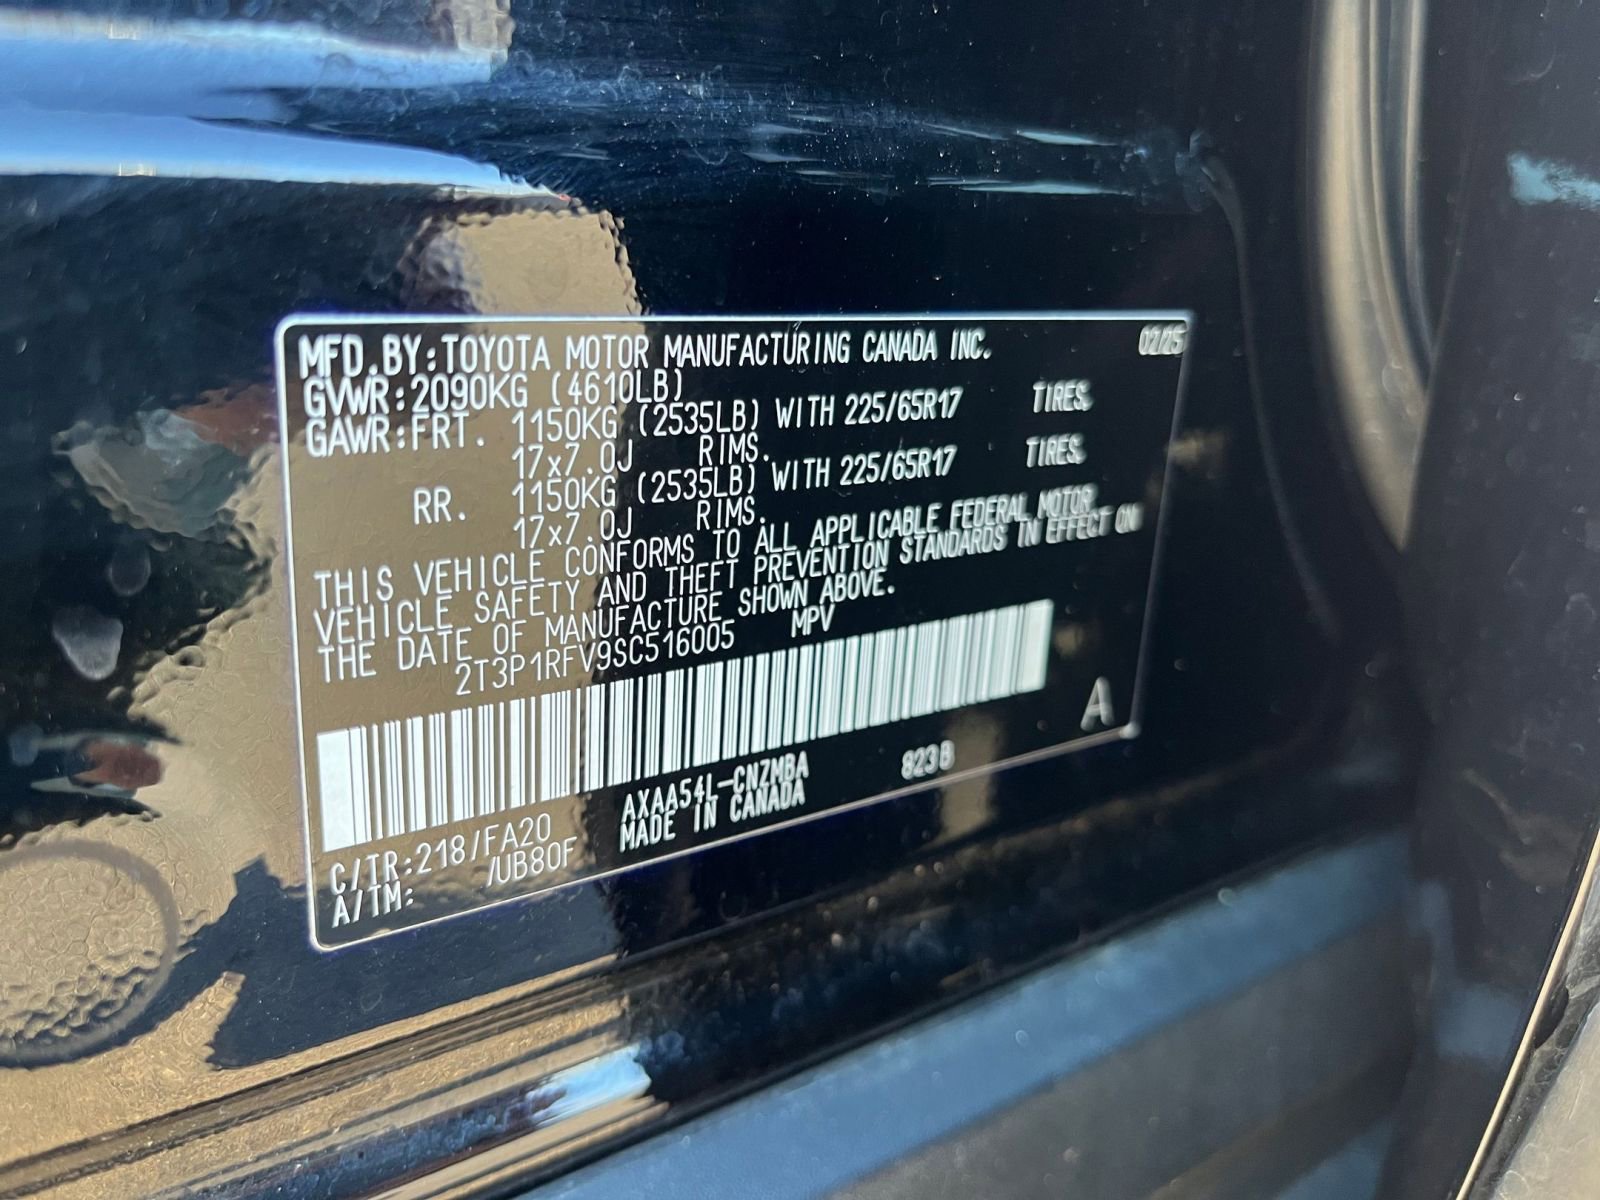 MFD.BY:TOYOTA MOTOR MANUFACTURING CANADA INC. 02/25
GVWR:2090KG (4610LB)
GAWR:FRT. 1150KG (2535LB) WITH 225/65R17 TIRES,
17x7.0J RIMS.
RR. 1150KG (2535LB) WITH 225/65R17 TIRES,
17x7.0J RIMS.
THIS VEHICLE CONFORMS TO ALL APPLICABLE FEDERAL MOTOR
VEHICLE SAFETY AND THEFT PREVENTION STANDARDS IN EFFECT ON
THE DATE OF MANUFACTURE SHOWN ABOVE.
2T3P1RFV9SC516005 MPV
A
C/TR:218/FA20 AXAA54L-CNZMBA 823B
A/TM: /UB80F MADE IN CANADA